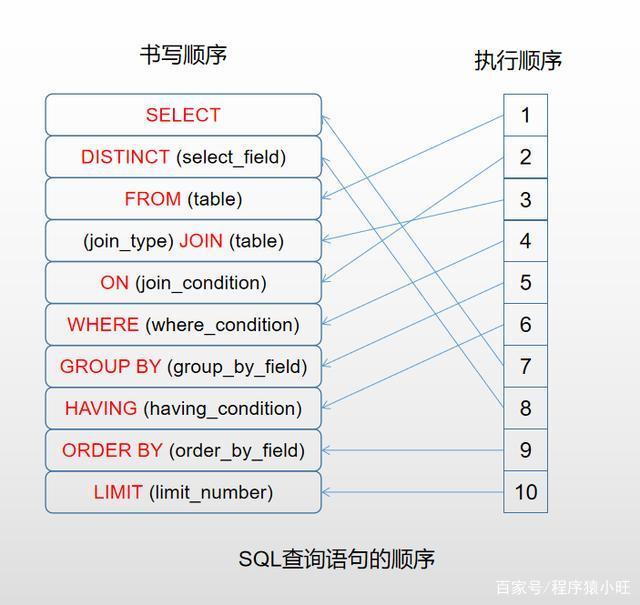 书写顺序
执行顺序
SELECT
1
DISTINCT (select_field)
2
FROM (table)
3
(join_type) JOIN (table)
4
ON (join_condition)
5
WHERE (where_condition)
6
GROUP BY (group_by_field)
7
HAVING (having_condition)
8
ORDER BY (order_by_field)
9
LIMIT (limit_number)
10
SQL查询语句的顺序
百家号/程序猿小旺